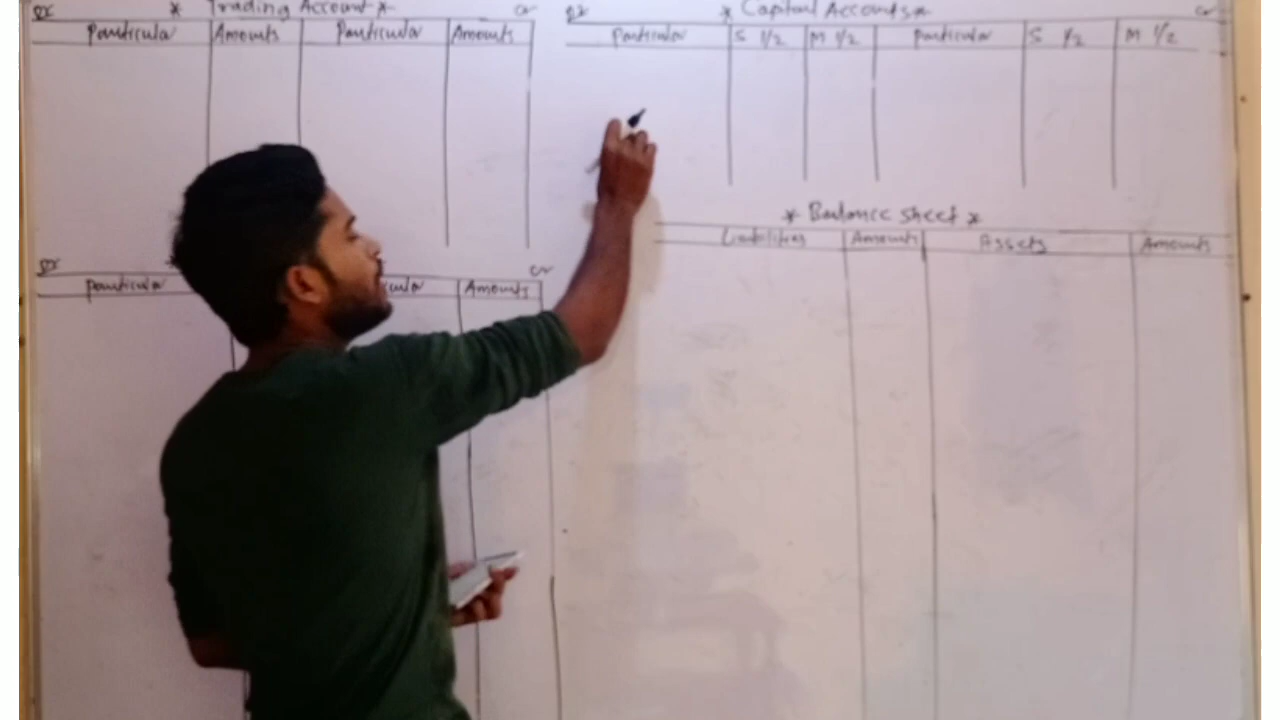 Dr * Trading Account * Cr
Particular Amounts Particular Amounts
Dr * Capital Accounts * Cr
Particular S 1/2 M 1/2 Particular S 1/2 M 1/2
* Balance sheet *
Liabilities Amounts Assets Amounts
Dr * Cr
Particular cular Amounts